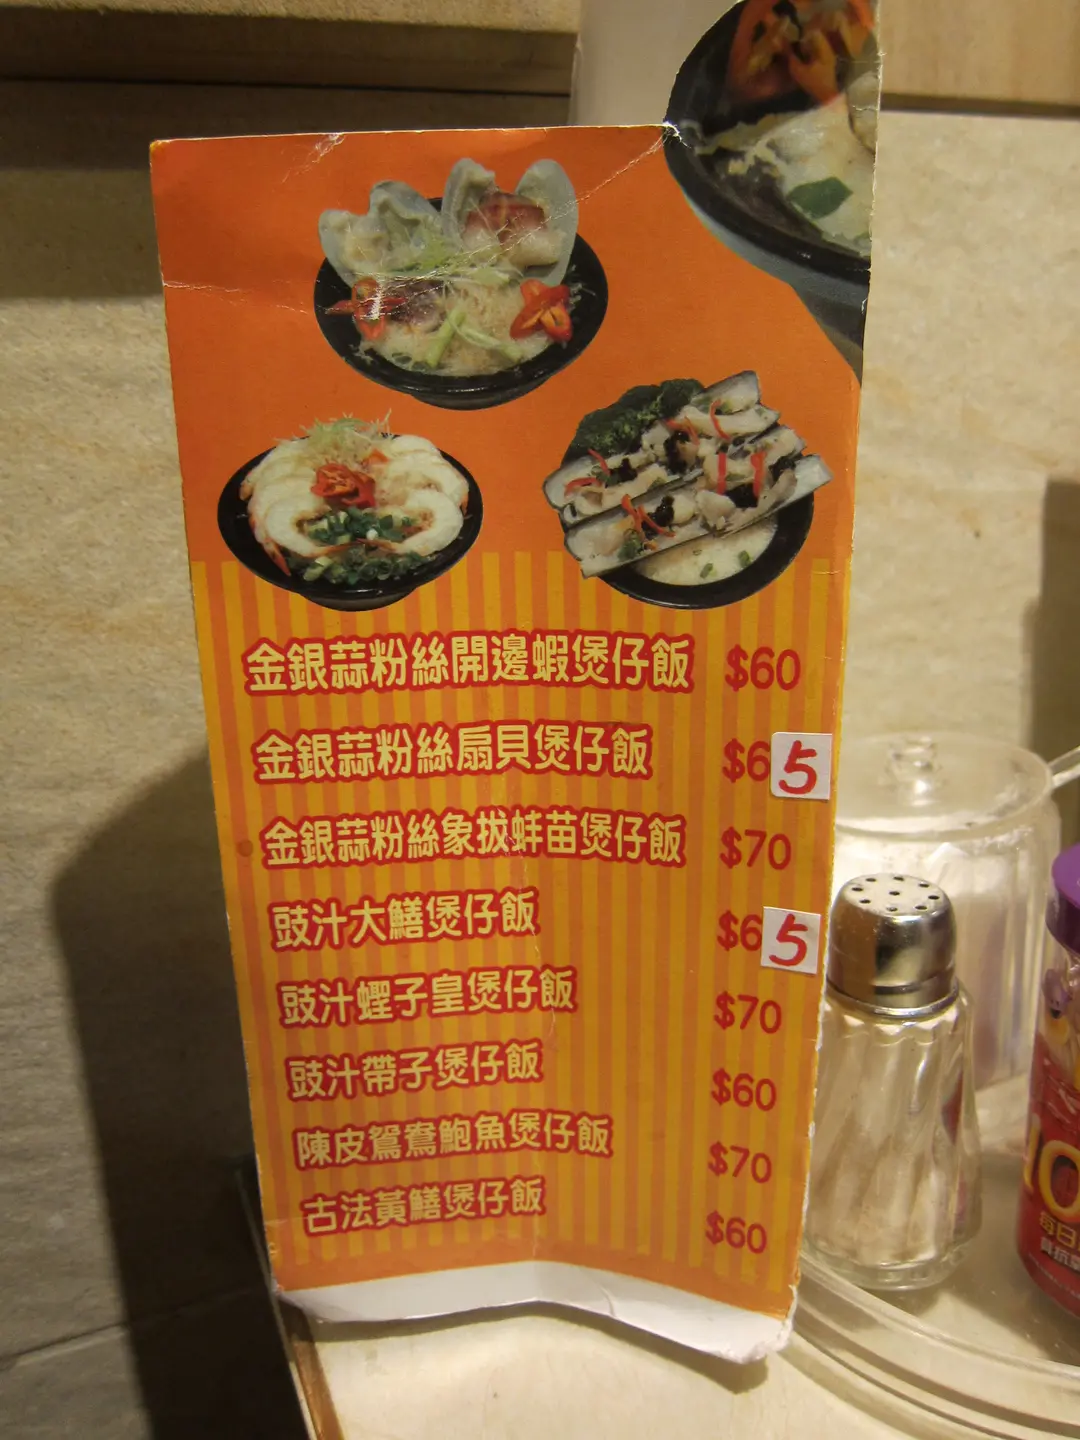 金銀蒜粉絲開邊蝦煲仔飯 $60
金銀蒜粉絲扇貝煲仔飯 $65
金銀蒜粉絲象拔蚌苗煲仔飯 $70
豉汁大鱔煲仔飯 $65
豉汁蟶子皇煲仔飯 $70
豉汁帶子煲仔飯 $60
陳皮鴛鴦鮑魚煲仔飯 $70
古法黃鱔煲仔飯 $60
每日